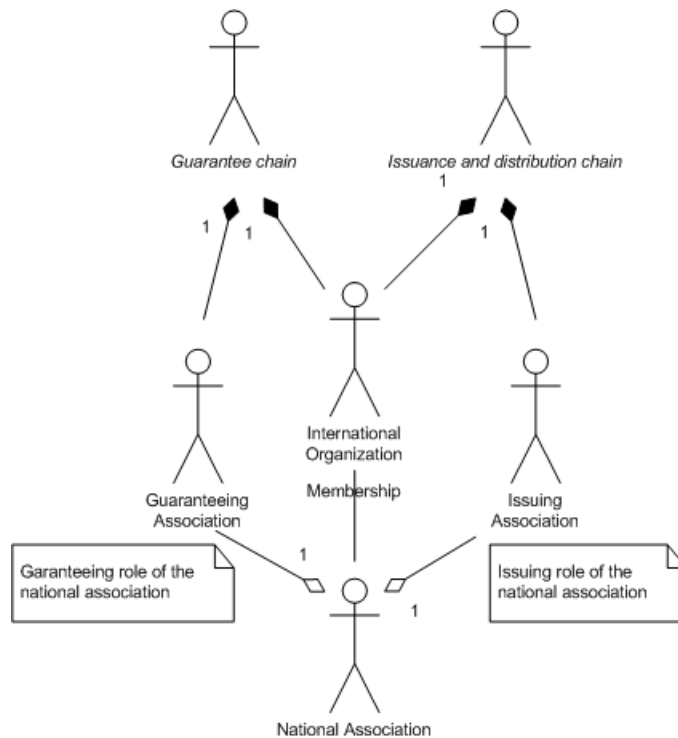 Guarantee chain
Issuance and distribution chain
1
1
1
1
International
Organization
Membership
Guaranteeing
Association
Issuing
Association
1
Garanteeing role of the
national association
Issuing role of the
national association
1
National Association